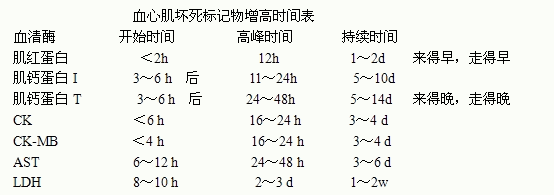 血心肌坏死标记物增高时间表
血清酶 开始时间 高峰时间 持续时间
肌红蛋白 <2h 12h 1~2d 来得早，走得早
肌钙蛋白 I 3~6 h 后 11~24h 5~10d
肌钙蛋白 T 3~6 h 后 24~48h 5~14d 来得晚，走得晚
CK <6 h 16~24 h 3~4 d
CK-MB <4 h 16~24 h 3~4 d
AST 6~12 h 24~48 h 3~6 d
LDH 8~10 h 2~3 d 1~2w